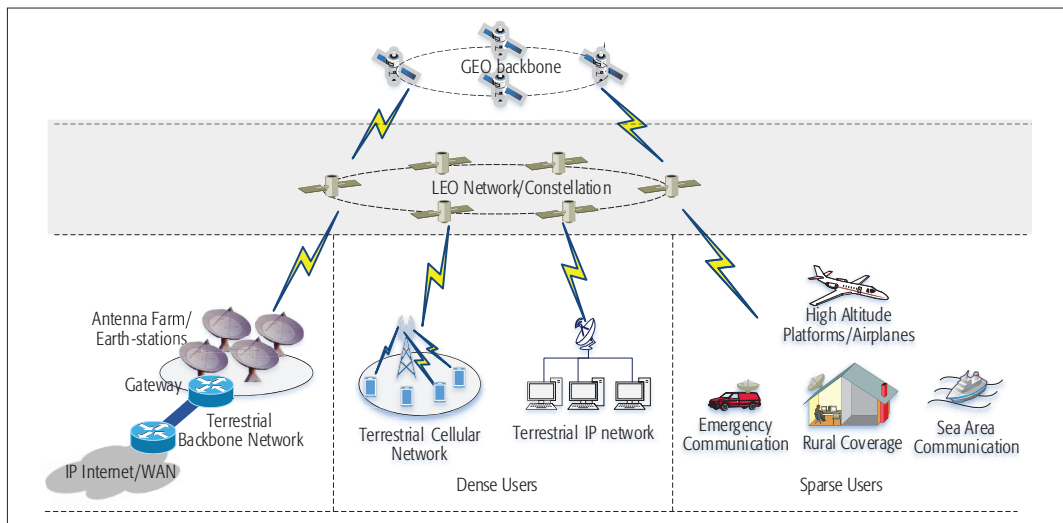 GEO backbone
LEO Network/Constellation
Antenna Farm/
Earth-stations
Gateway
Terrestrial
Backbone Network
IP Internet/WAN
Terrestrial Cellular
Network
Terrestrial IP network
Dense Users
High Altitude
Platforms/Airplanes
Emergency
Communication
Rural Coverage
Sea Area
Communication
Sparse Users